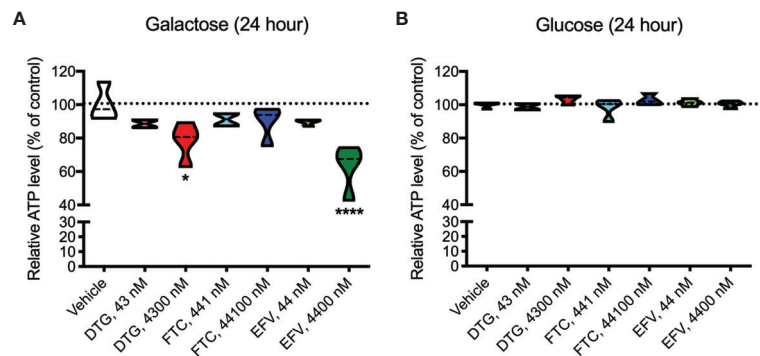 A
Galactose (24 hour)
Relative ATP level (% of control)
120
100
80
60
40
30
20
10
0
*
****
Vehicle
DTG, 43 nM
DTG, 4300 nM
FTC, 441 nM
FTC, 44100 nM
EFV, 44 nM
EFV, 4400 nM
B
Glucose (24 hour)
Relative ATP level (% of control)
120
100
80
60
40
30
20
10
0
Vehicle
DTG, 43 nM
DTG, 4300 nM
FTC, 441 nM
FTC, 44100 nM
EFV, 44 nM
EFV, 4400 nM